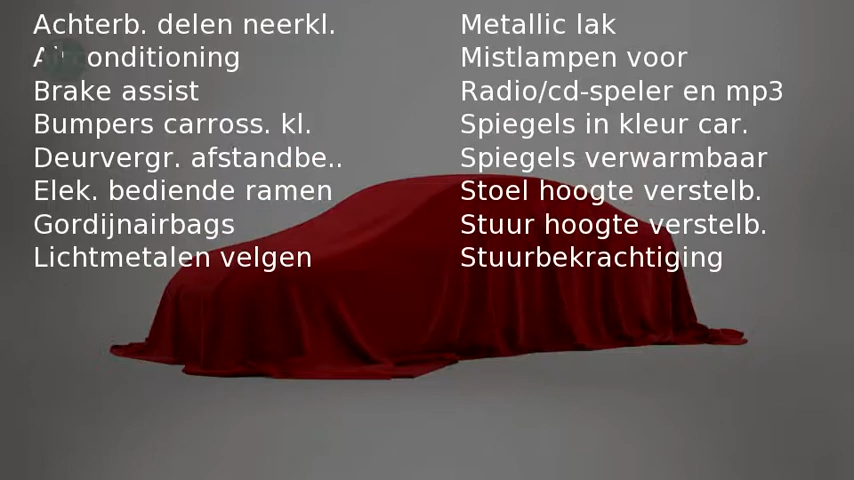 Achterb. delen neerkl.
Airconditioning
Brake assist
Bumpers carross. kl.
Deurvergr. afstandbe..
Elek. bediende ramen
Gordijnairbags
Lichtmetalen velgen
Metallic lak
Mistlampen voor
Radio/cd-speler en mp3
Spiegels in kleur car.
Spiegels verwarmbaar
Stoel hoogte verstelb.
Stuur hoogte verstelb.
Stuurbekrachtiging